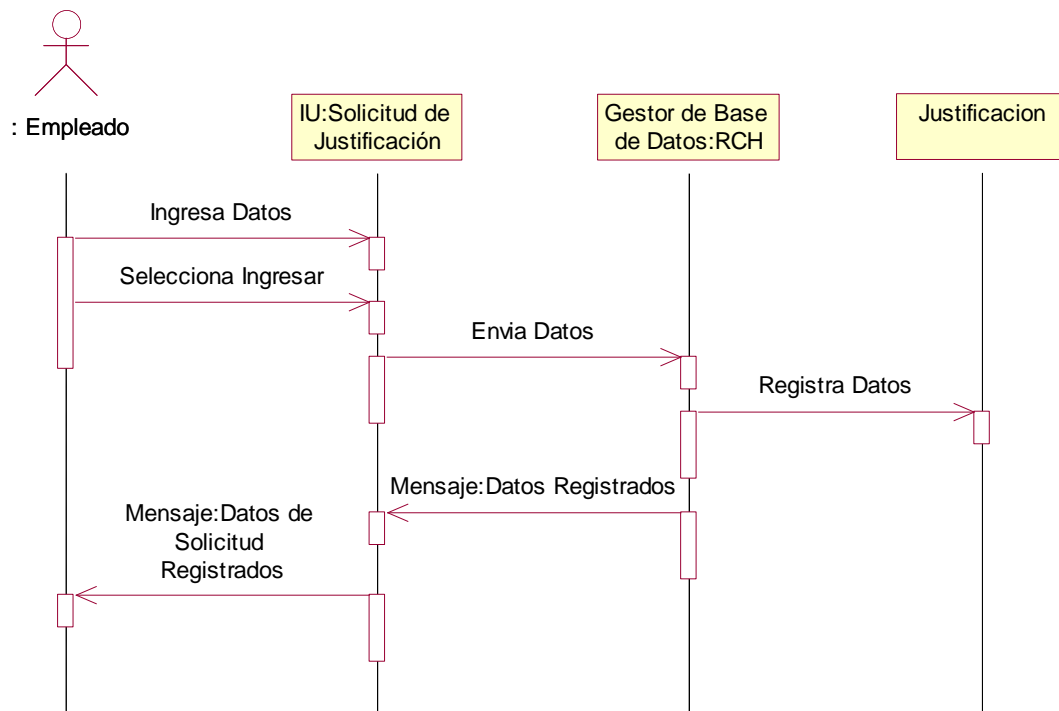 : Empleado
IU:Solicitud de
Justificación
Gestor de Base
de Datos:RCH
Justificacion
Ingresa Datos
Selecciona Ingresar
Envia Datos
Registra Datos
Mensaje:Datos Registrados
Mensaje:Datos de
Solicitud
Registrados